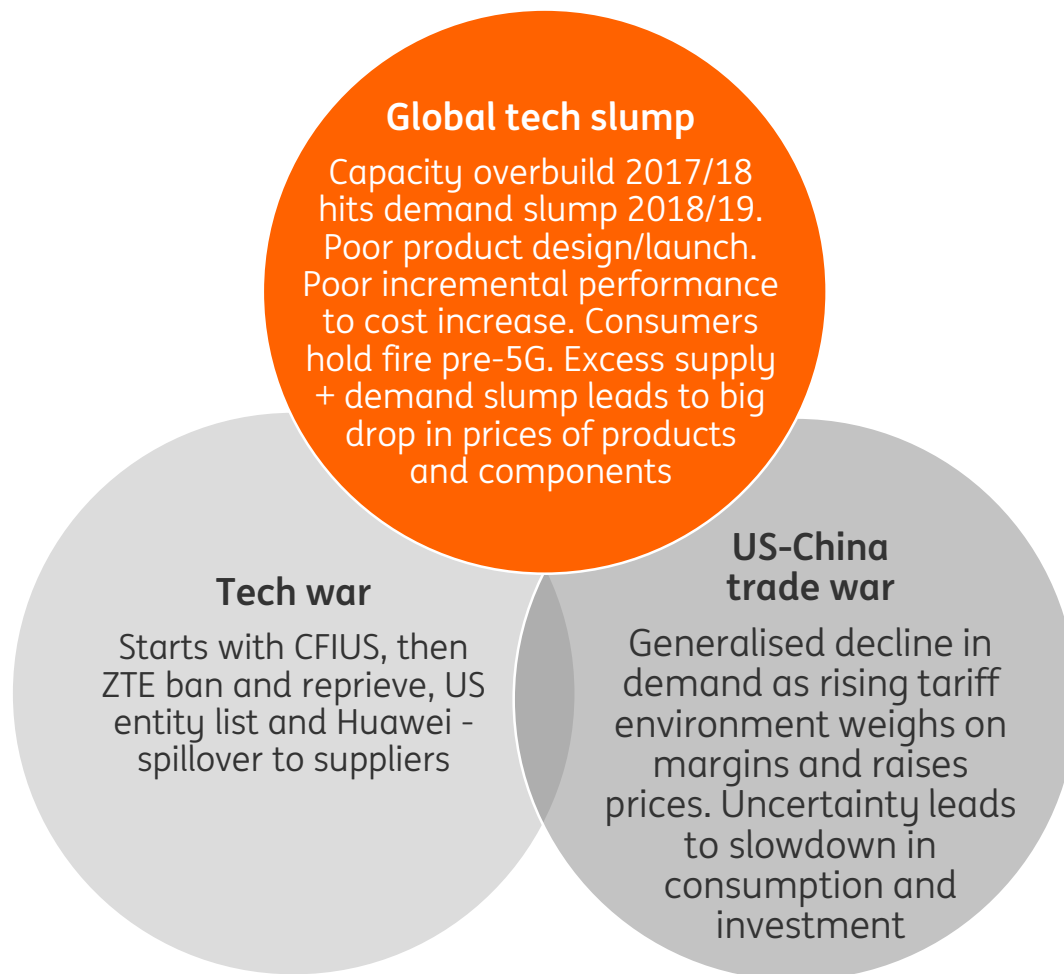 Global tech slump
Capacity overbuild 2017/18
hits demand slump 2018/19.
Poor product design/launch.
Poor incremental performance
to cost increase. Consumers
hold fire pre-5G. Excess supply
+ demand slump leads to big
drop in prices of products
and components
Tech war
Starts with CFIUS, then
ZTE ban and reprieve, US
entity list and Huawei -
spillover to suppliers
US-China
trade war
Generalised decline in
demand as rising tariff
environment weighs on
margins and raises
prices. Uncertainty leads
to slowdown in
consumption and
investment